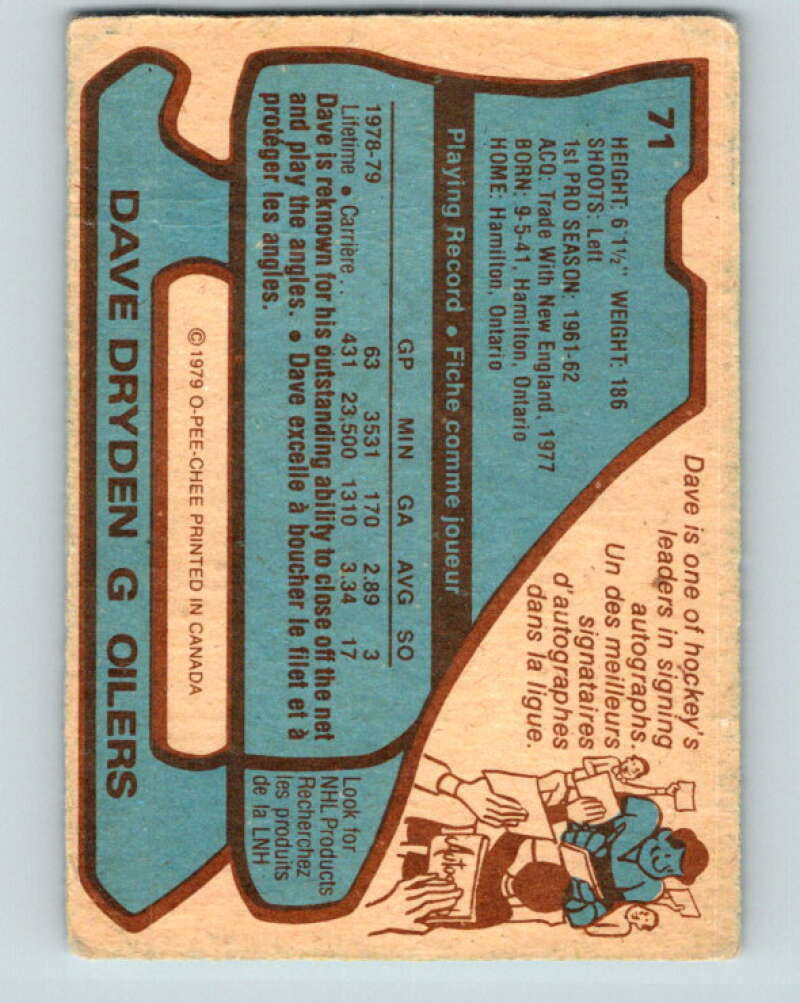 71
HEIGHT: 6'1½" WEIGHT: 186
SHOOTS: Left
1st PRO SEASON: 1961-62
ACQ: Trade With New England, 1977
BORN: 9-5-41, Hamilton, Ontario
HOME: Hamilton, Ontario
Dave is one of hockey's
leaders in signing
autographs.
Un des meilleurs
signataires
d'autographes
dans la ligue.
Playing Record • Fiche comme joueur
GP MIN GA AVG SO
1978-79 63 3531 170 2.89 3
Lifetime • Carrière . . 431 23,500 1310 3.34 17
Dave is reknown for his outstanding ability to close off the net
and play the angles. • Dave excelle à boucher le filet et à
protéger les angles.
Autog
Look for
NHL Products
Recherchez
les produits
de la LNH
© 1979 O-PEE-CHEE PRINTED IN CANADA
DAVE DRYDEN G OILERS